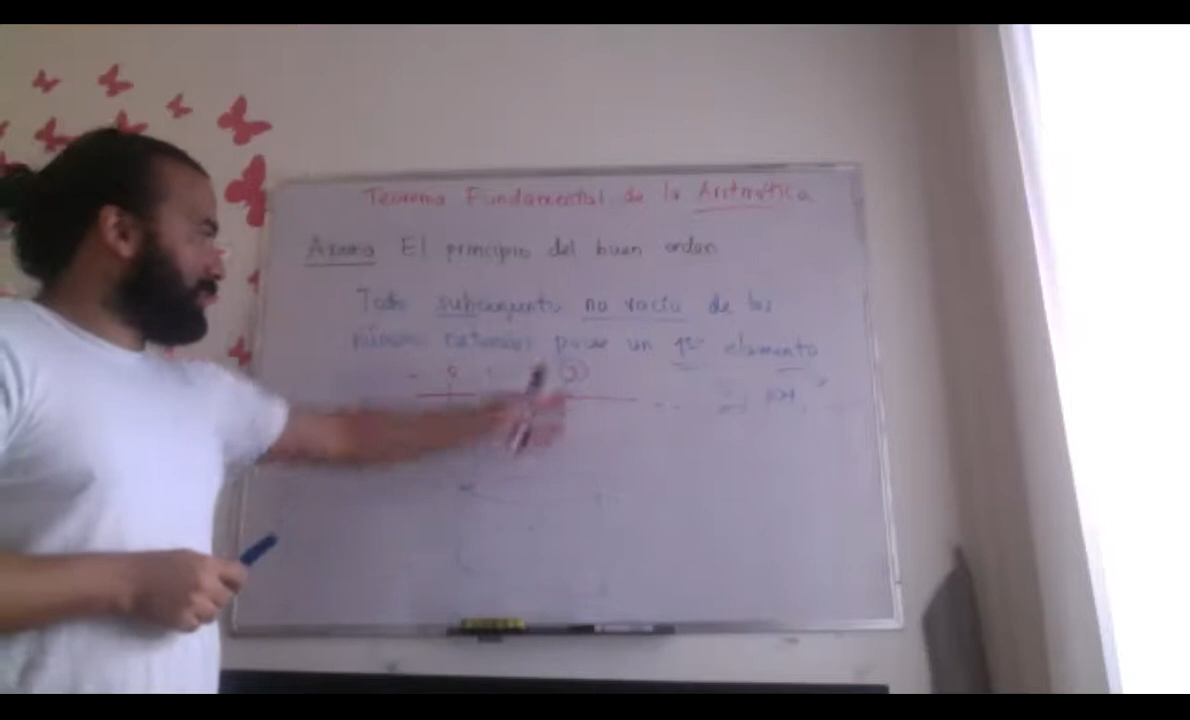 Teorema Fundamental de la Aritmética
Axioma El principio del buen orden
Todo subconjunto no vacío de los
números naturales posee un 1er elemento
0